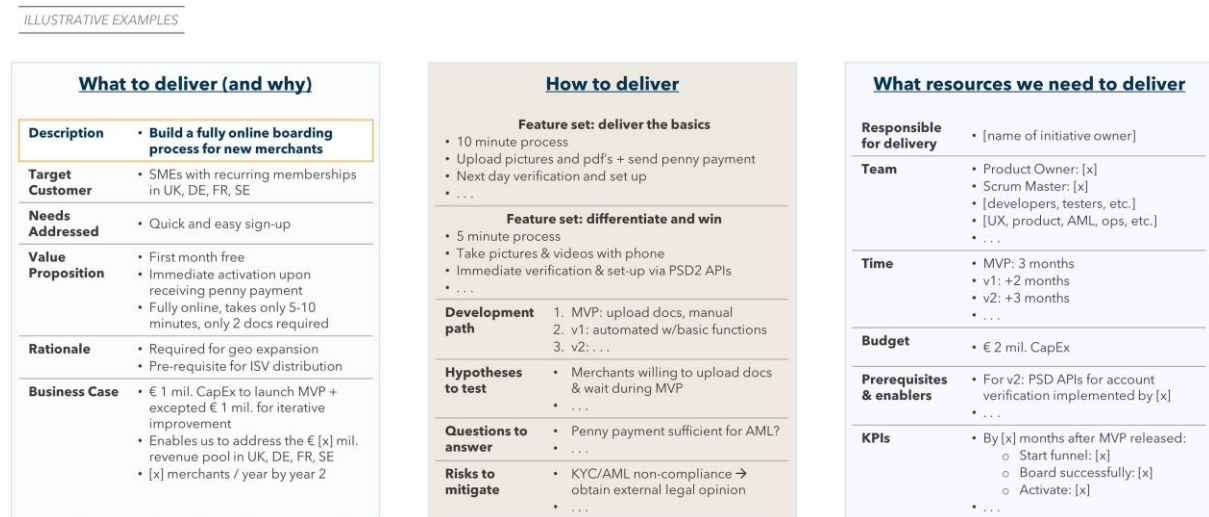 ILLUSTRATIVE EXAMPLES
What to deliver (and why)
Description
• Build a fully online boarding
process for new merchants
Target
Customer
• SMEs with recurring memberships
in UK, DE, FR, SE
Needs
Addressed
• Quick and easy sign-up
Value
Proposition
• First month free
• Immediate activation upon
receiving penny payment
• Fully online, takes only 5-10
minutes, only 2 docs required
Rationale
• Required for geo expansion
• Pre-requisite for ISV distribution
Business Case
• € 1 mil. CapEx to launch MVP +
excepted € 1 mil. for iterative
improvement
• Enables us to address the € [x] mil.
revenue pool in UK, DE, FR, SE
• [x] merchants / year by year 2
How to deliver
Feature set: deliver the basics
• 10 minute process
• Upload pictures and pdf's + send penny payment
• Next day verification and set up
• . . .
Feature set: differentiate and win
• 5 minute process
• Take pictures & videos with phone
• Immediate verification & set-up via PSD2 APIs
• . . .
Development
path
1. MVP: upload docs, manual
2. v1: automated w/basic functions
3. v2: . . .
Hypotheses
to test
• Merchants willing to upload docs
& wait during MVP
• . . .
Questions to
answer
• Penny payment sufficient for AML?
• . . .
Risks to
mitigate
• KYC/AML non-compliance →
obtain external legal opinion
• . . .
What resources we need to deliver
Responsible
for delivery
• [name of initiative owner]
Team
• Product Owner: [x]
• Scrum Master: [x]
• [developers, testers, etc.]
• [UX, product, AML, ops, etc.]
• . . .
Time
• MVP: 3 months
• v1: +2 months
• v2: +3 months
• . . .
Budget
• € 2 mil. CapEx
Prerequisites
& enablers
• For v2: PSD APIs for account
verification implemented by [x]
• . . .
KPIs
• By [x] months after MVP released:
o Start funnel: [x]
o Board successfully: [x]
o Activate: [x]
• . . .